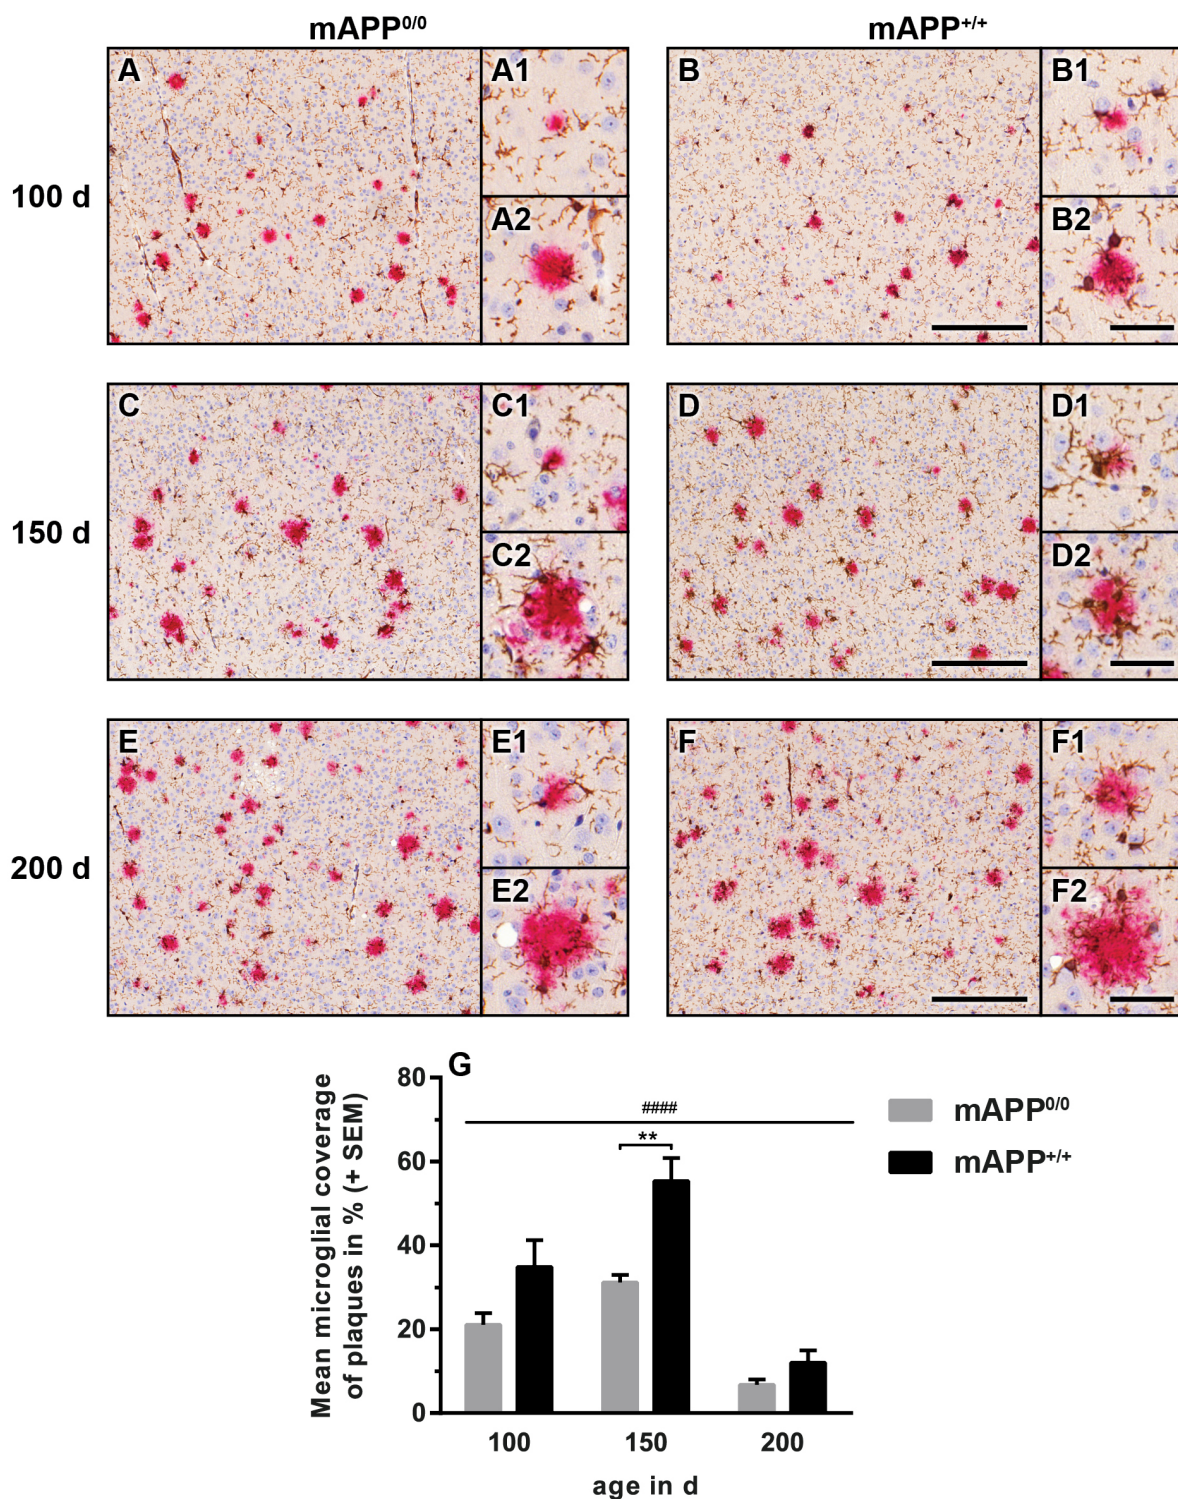 mAPP0/0 mAPP+/+
A A1 B B1
100 d
A2 B2
C C1 D D1
150 d
C2 D2
E E1 F F1
200 d
E2 F2
G
Mean microglial coverage
of plaques in % (+ SEM)
80
60
40
20
0
####
**
mAPP0/0
mAPP+/+
100 150 200
age in d